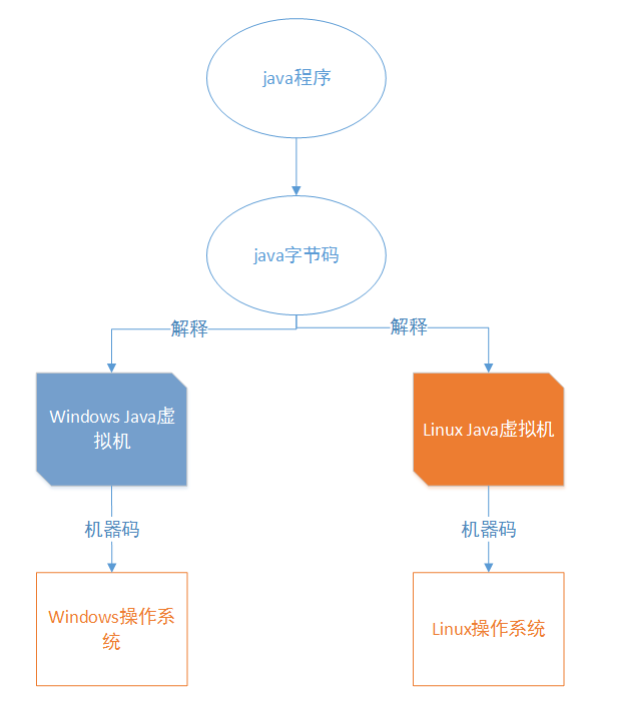 java程序
java字节码
解释
解释
Windows Java虚
拟机
Linux Java虚拟机
机器码
机器码
Windows操作系
统
Linux操作系统